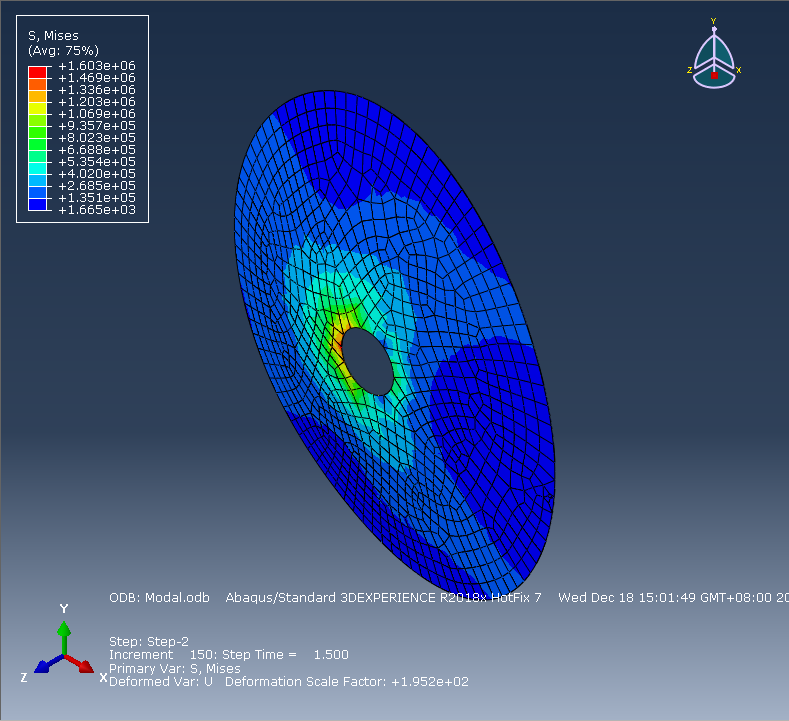 S, Mises
(Avg: 75%)
+1.603e+06
+1.469e+06
+1.336e+06
+1.203e+06
+1.069e+06
+9.357e+05
+8.023e+05
+6.688e+05
+5.354e+05
+4.020e+05
+2.685e+05
+1.351e+05
+1.665e+03
Y
Z X
ODB: Modal.odb Abaqus/Standard 3DEXPERIENCE R2018x HotFix 7 Wed Dec 18 15:01:49 GMT+08:00 20
Y
Z X
Step: Step-2
Increment 150: Step Time = 1.500
Primary Var: S, Mises
Deformed Var: U Deformation Scale Factor: +1.952e+02